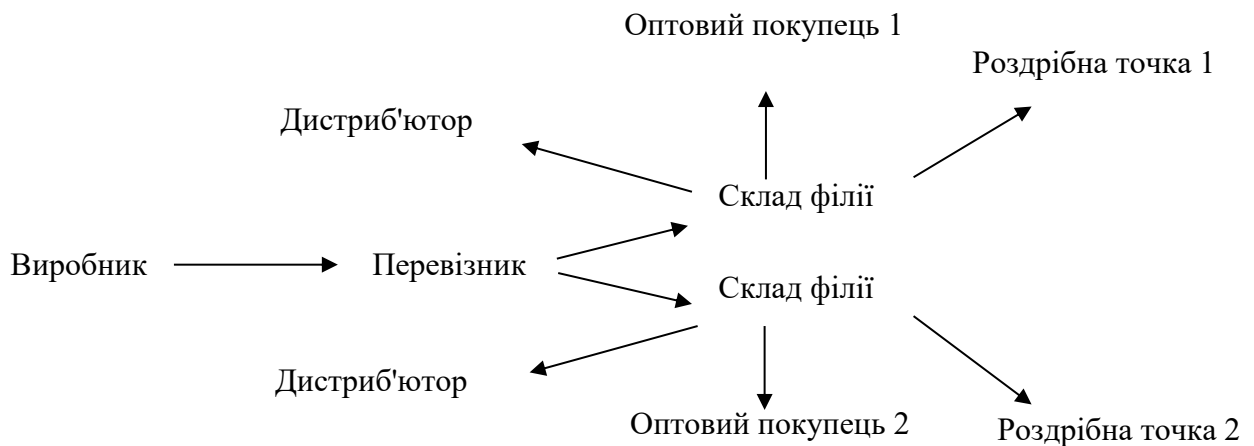 Оптовий покупець 1
Роздрібна точка 1
Дистриб'ютор
Склад філії
Виробник
Перевізник
Склад філії
Дистриб'ютор
Оптовий покупець 2
Роздрібна точка 2